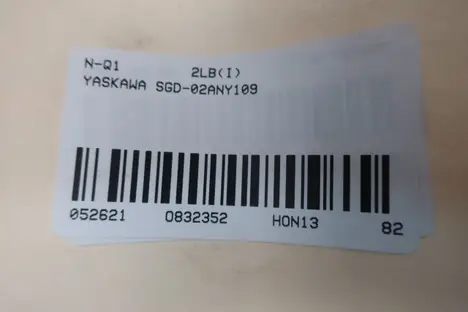 N-Q1 2LB(I)
YASKAWA SGD-02ANY109
052621 0832352 HON13 82